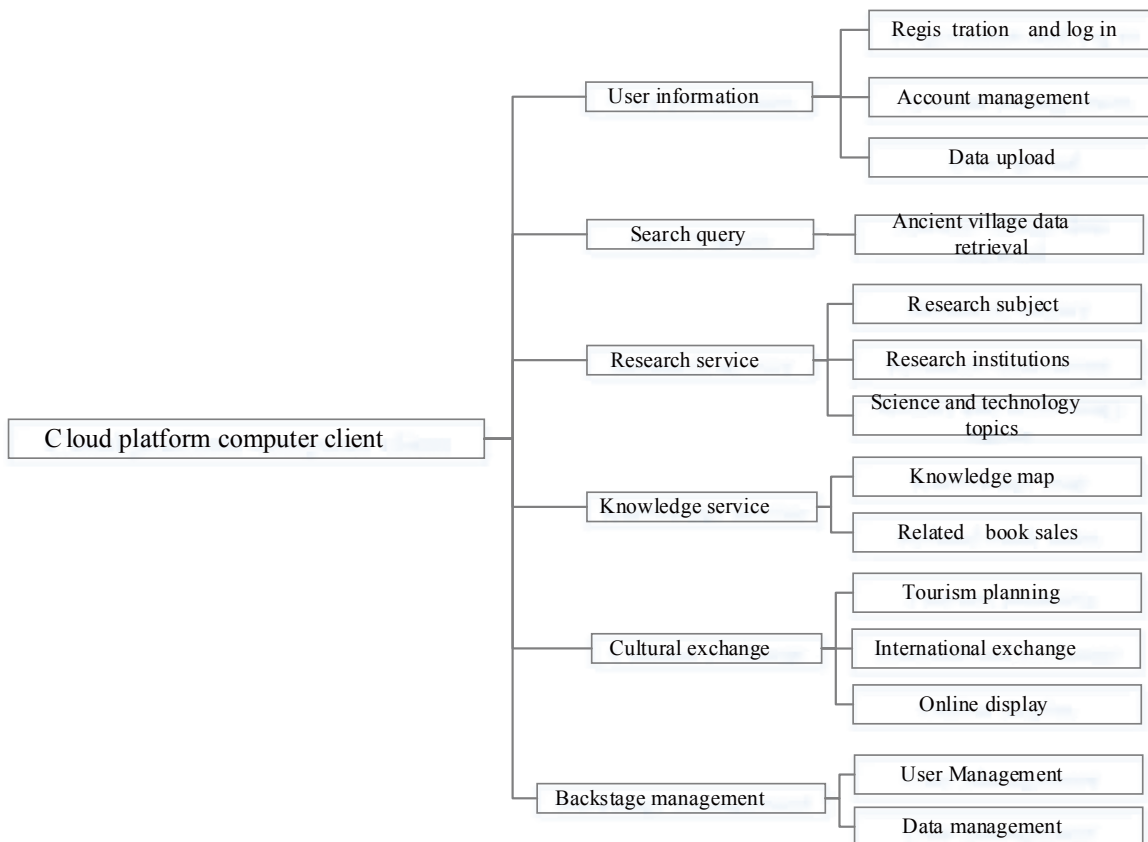 Regis tration and log in
User information
Account management
Data upload
Search query
Ancient village data
retrieval
Research subject
Research service
Research institutions
Science and technology
topics
Cloud platform computer client
Knowledge map
Knowledge service
Related book sales
Tourism planning
Cultural exchange
International exchange
Online display
User Management
Backstage management
Data management